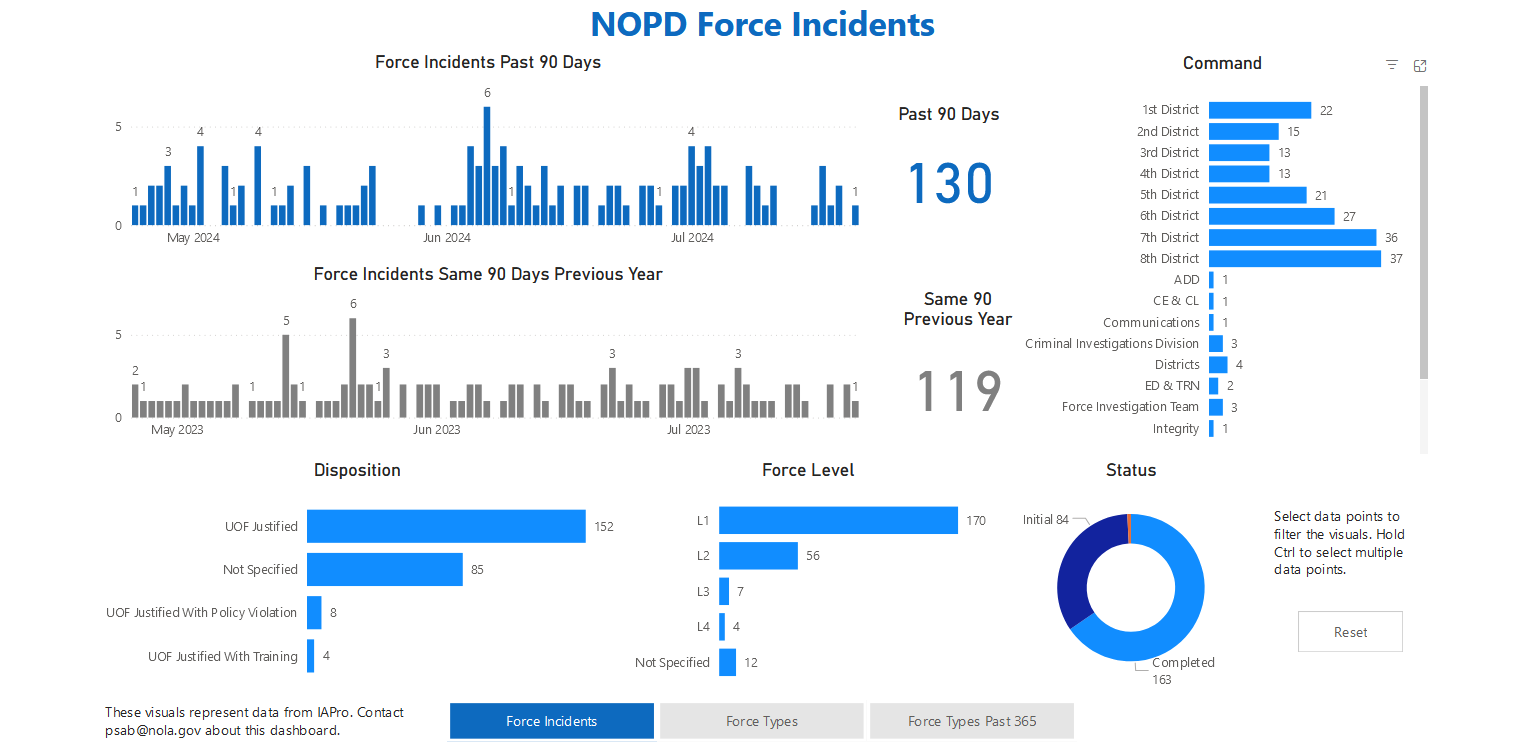 NOPD Force Incidents
Force Incidents Past 90 Days
6
5
4
4
4
3
1
1
1
1
1
1
0
May 2024
Jun 2024
Jul 2024
Past 90 Days
130
Force Incidents Same 90 Days Previous Year
6
5
5
3
3
3
2
1
1
1
1
1
0
May 2023
Jun 2023
Jul 2023
Same 90
Previous Year
119
Command
1st District 22
2nd District 15
3rd District 13
4th District 13
5th District 21
6th District 27
7th District 36
8th District 37
ADD 1
CE & CL 1
Communications 1
Criminal Investigations Division 3
Districts 4
ED & TRN 2
Force Investigation Team 3
Integrity 1
Disposition
UOF Justified 152
Not Specified 85
UOF Justified With Policy Violation 8
UOF Justified With Training 4
Force Level
L1 170
L2 56
L3 7
L4 4
Not Specified 12
Status
Initial 84
Completed
163
Select data points to
filter the visuals. Hold
Ctrl to select multiple
data points.
Reset
These visuals represent data from IAPro. Contact
psab@nola.gov about this dashboard.
Force Incidents
Force Types
Force Types Past 365